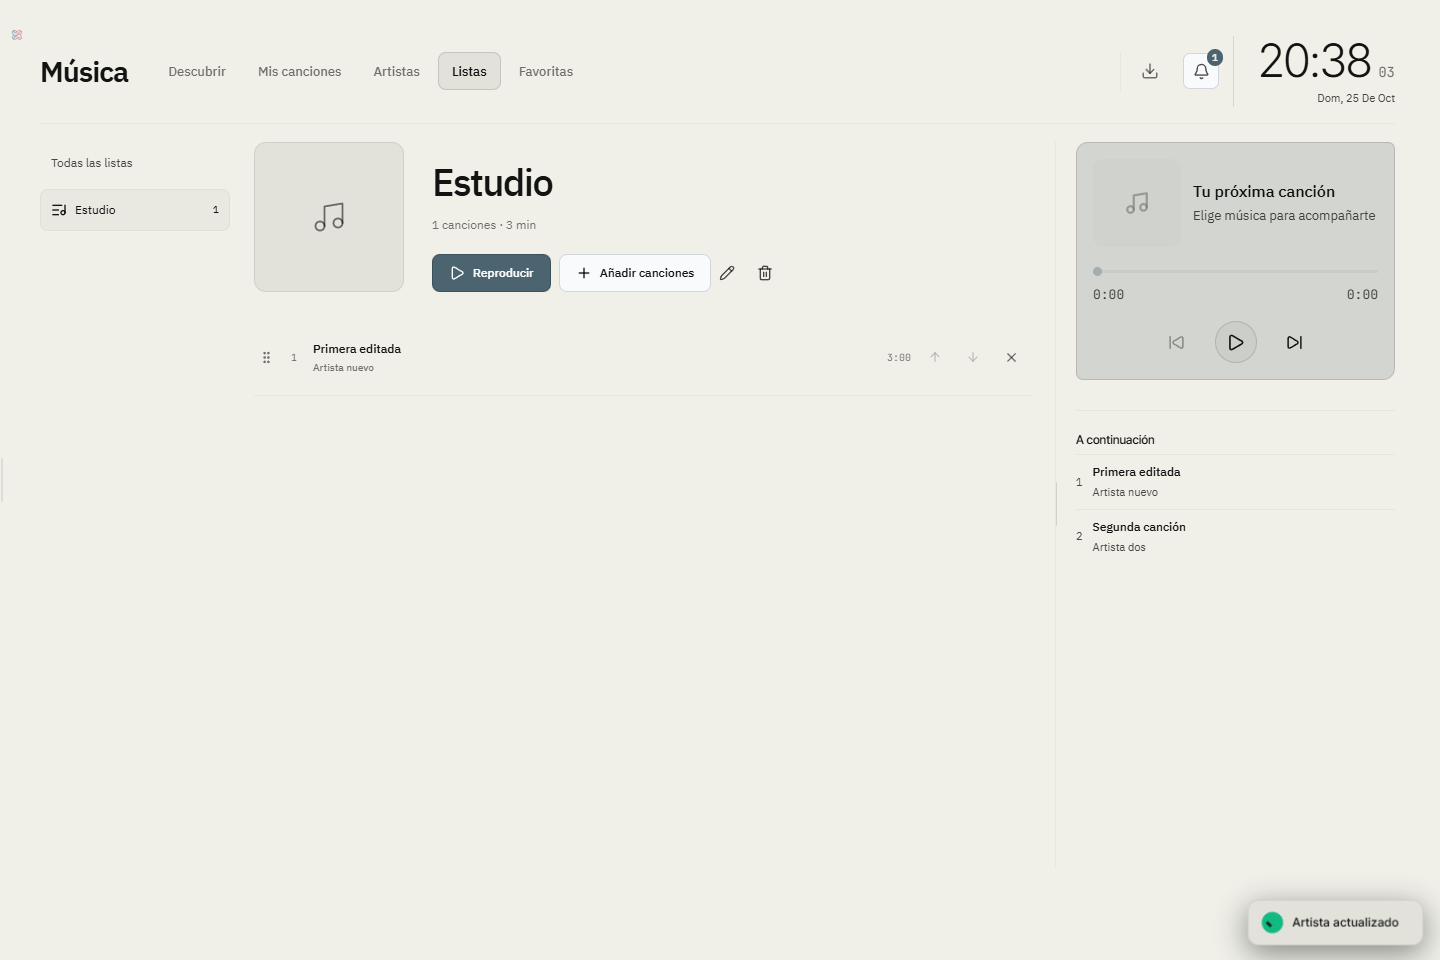 Música
Descubrir
Mis canciones
Artistas
Listas
Favoritas
1
20:38 03
Dom, 25 De Oct
Todas las listas
Estudio 1
Estudio
1 canciones · 3 min
Reproducir
Añadir canciones
1
Primera editada
Artista nuevo
3:00
Tu próxima canción
Elige música para acompañarte
0:00
0:00
A continuación
1
Primera editada
Artista nuevo
2
Segunda canción
Artista dos
Artista actualizado